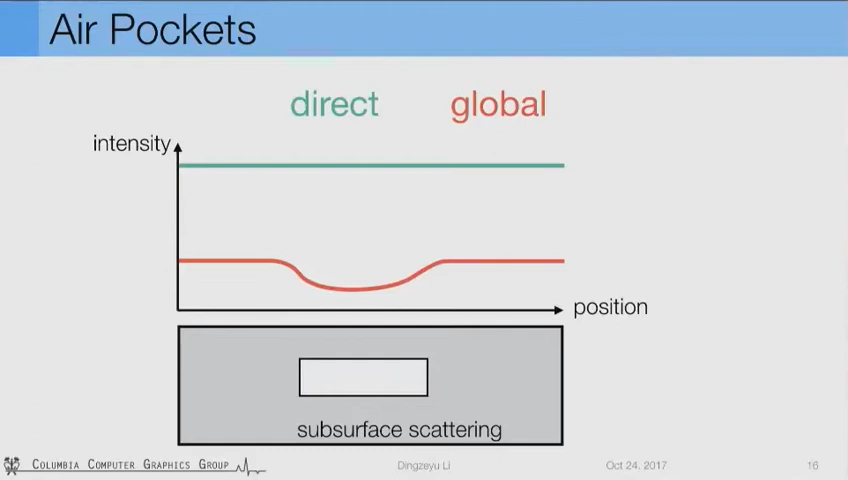 Air Pockets
direct global
intensity
position
subsurface scattering
COLUMBIA COMPUTER GRAPHICS GROUP
Dingzeyu Li
Oct 24, 2017
16